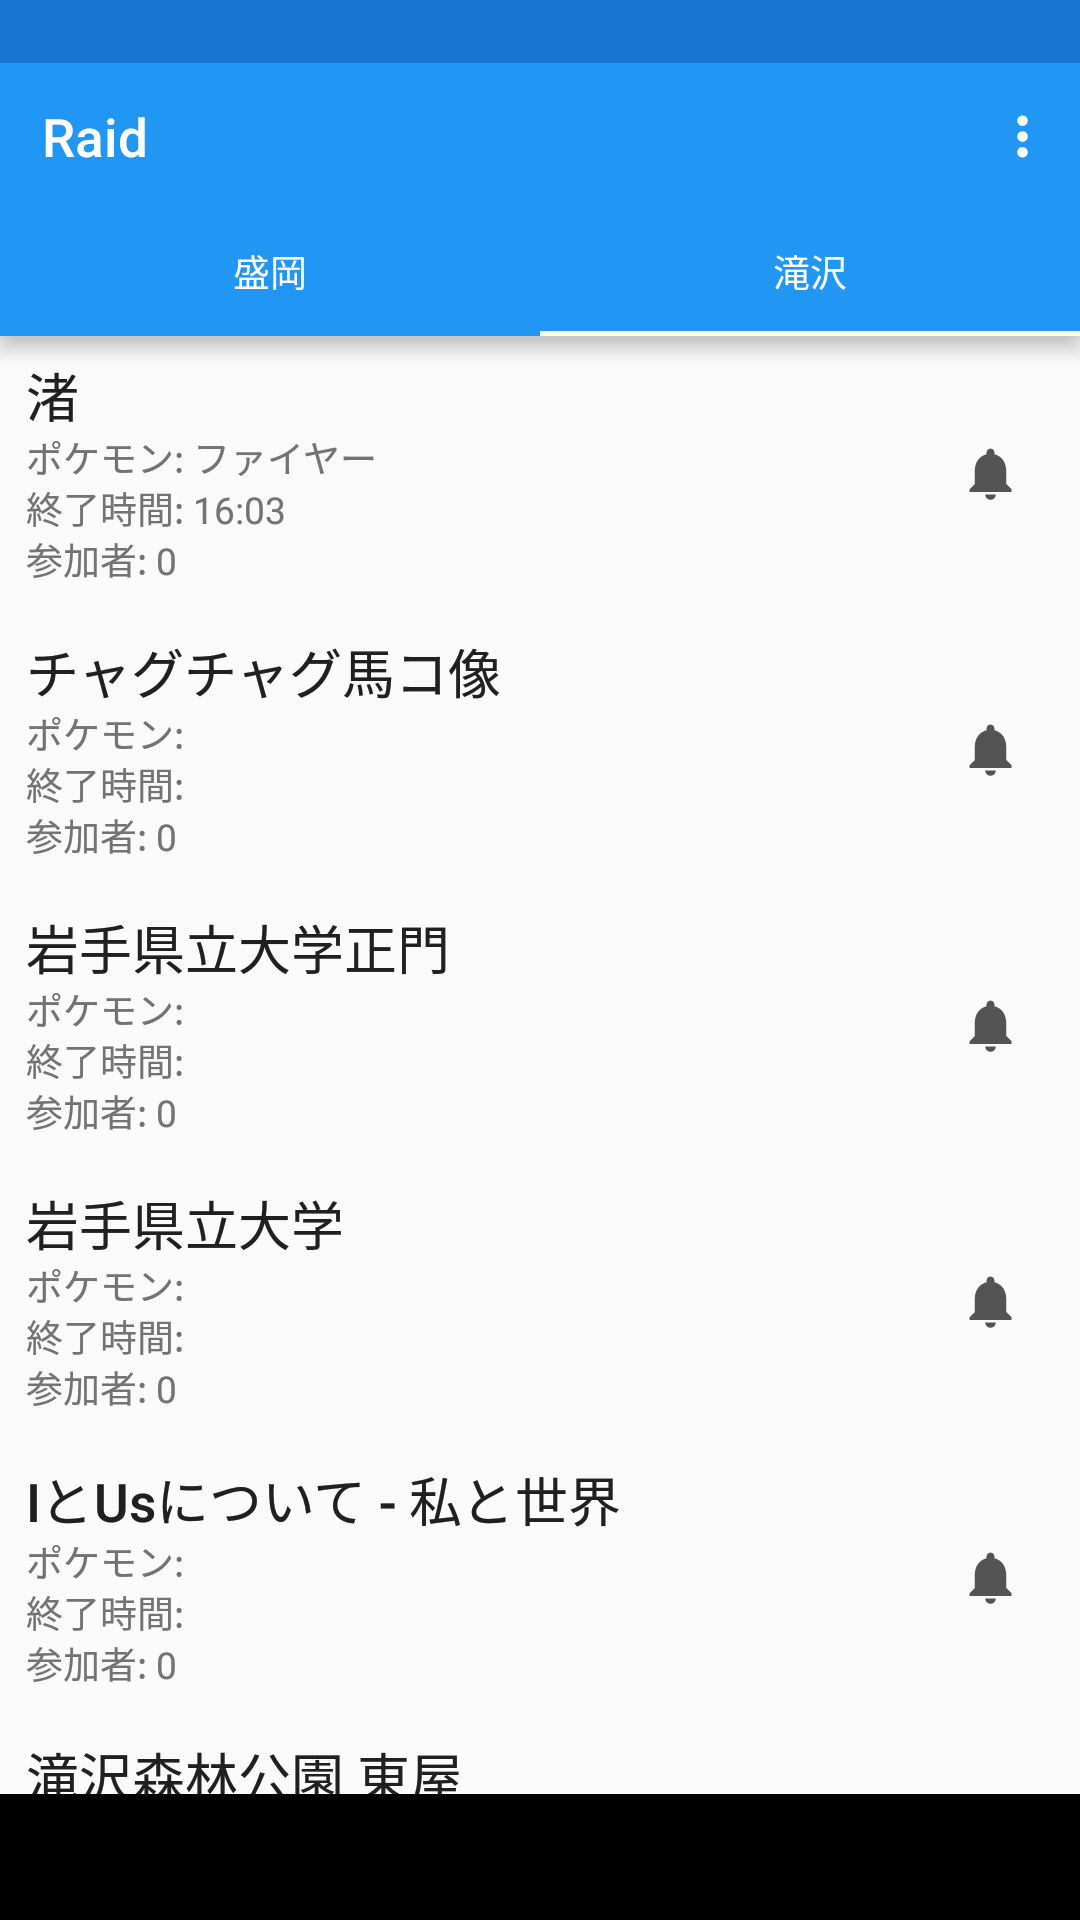 Raid
盛岡
滝沢
渚
ポケモン: ファイヤー
終了時間: 16:03
参加者: 0
チャグチャグ馬コ像
ポケモン:
終了時間:
参加者: 0
岩手県立大学正門
ポケモン:
終了時間:
参加者: 0
岩手県立大学
ポケモン:
終了時間:
参加者: 0
IとUsについて - 私と世界
ポケモン:
終了時間:
参加者: 0
滝沢森林公園 東屋